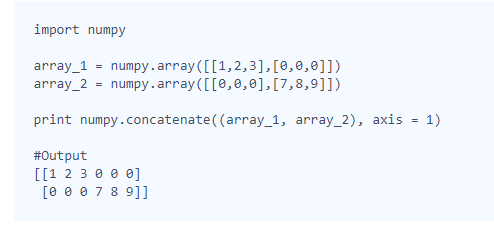 import numpy
array_1 = numpy.array([[1,2,3],[0,0,0]])
array_2 = numpy.array([[0,0,0],[7,8,9]])
print numpy.concatenate((array_1, array_2), axis = 1)
#Output
[[1 2 3 0 0 0]
 [0 0 0 7 8 9]]